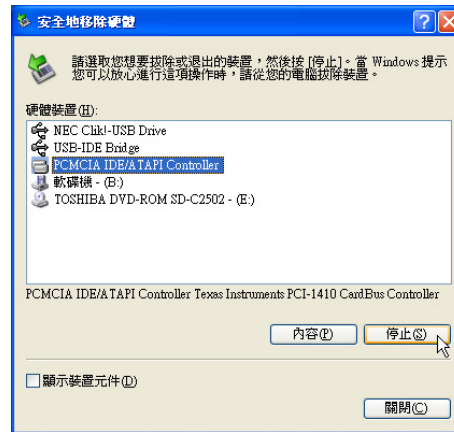 安全地移除硬體
請選取您想要拔除或退出的裝置，然後按 [停止]。當 Windows 提示
您可以放心進行這項操作時，請從您的電腦拔除裝置。
硬體裝置(H):
NEC Clik!-USB Drive
USB-IDE Bridge
PCMCIA IDE/ATAPI Controller
軟碟機 - (B:)
TOSHIBA DVD-ROM SD-C2502 - (E:)
PCMCIA IDE/ATAPI Controller Texas Instruments PCI-1410 CardBus Controller
內容(P)
停止(S)
顯示裝置元件(D)
關閉(C)